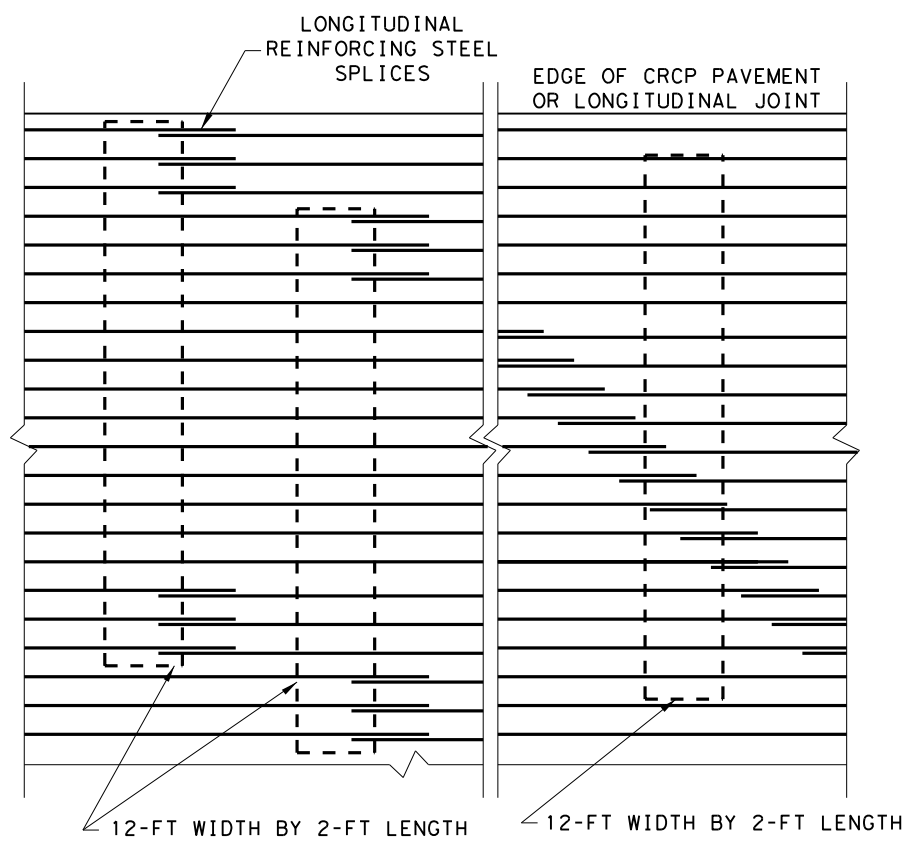 LONGITUDINAL
REINFORCING STEEL
SPLICES
EDGE OF CRCP PAVEMENT
OR LONGITUDINAL JOINT
12-FT WIDTH BY 2-FT LENGTH
12-FT WIDTH BY 2-FT LENGTH